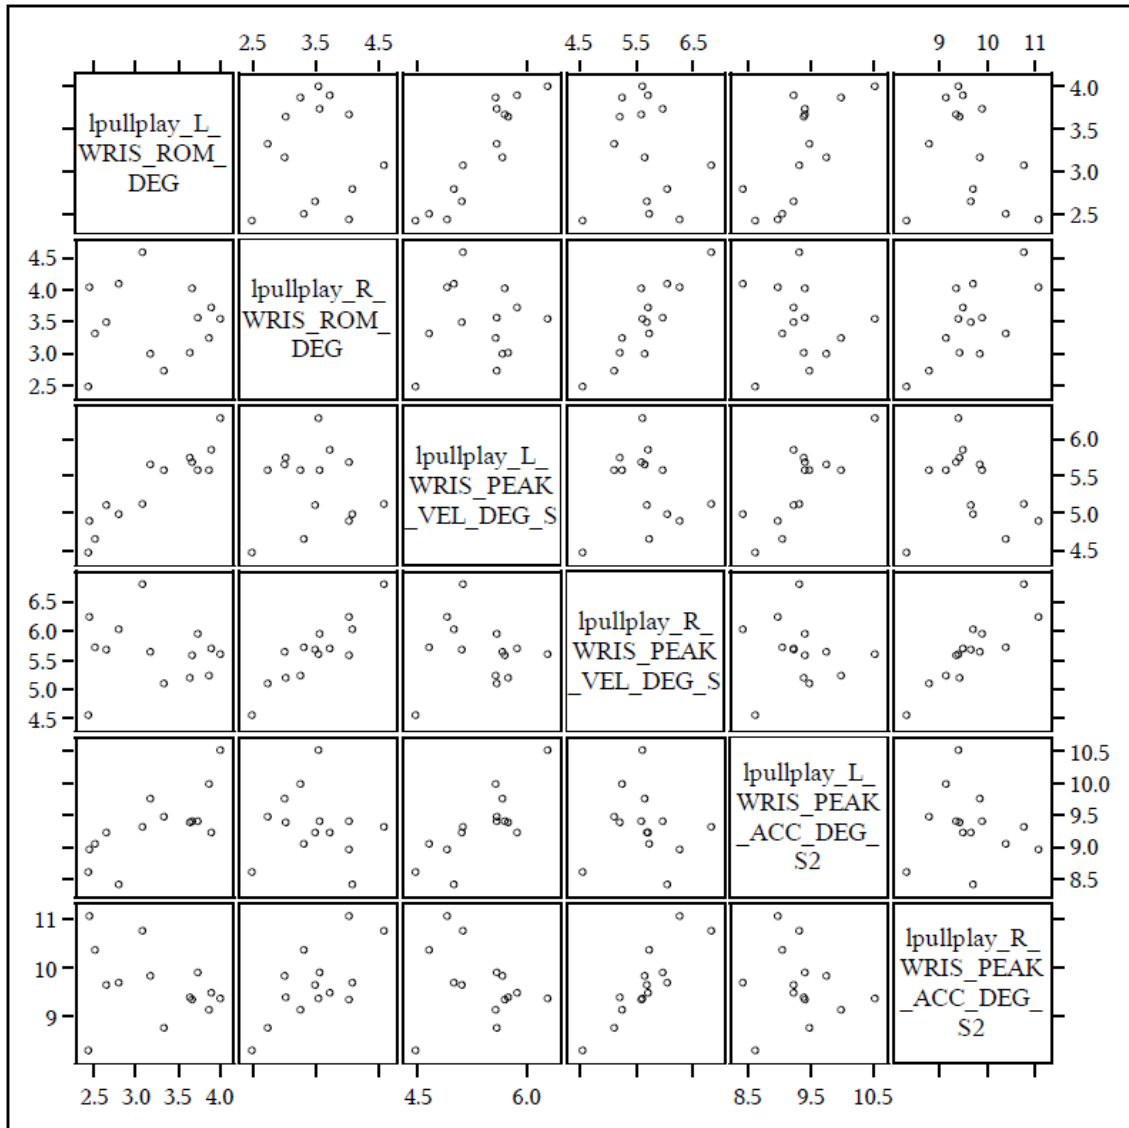 2.5 3.5 4.5 4.5 5.5 6.5 9 10 11
lpullplay_L_
WRIS_ROM_
DEG
4.0
3.5
3.0
2.5
4.5
4.0
3.5
3.0
2.5
lpullplay_R_
WRIS_ROM_
DEG
lpullplay_L_
WRIS_PEAK
_VEL_DEG_S
6.0
5.5
5.0
4.5
6.5
6.0
5.5
5.0
4.5
lpullplay_R_
WRIS_PEAK
_VEL_DEG_S
lpullplay_L_
WRIS_PEAK
_ACC_DEG_
S2
10.5
10.0
9.5
9.0
8.5
11
10
9
lpullplay_R_
WRIS_PEAK
_ACC_DEG_
S2
2.5 3.0 3.5 4.0 4.5 6.0 8.5 9.5 10.5